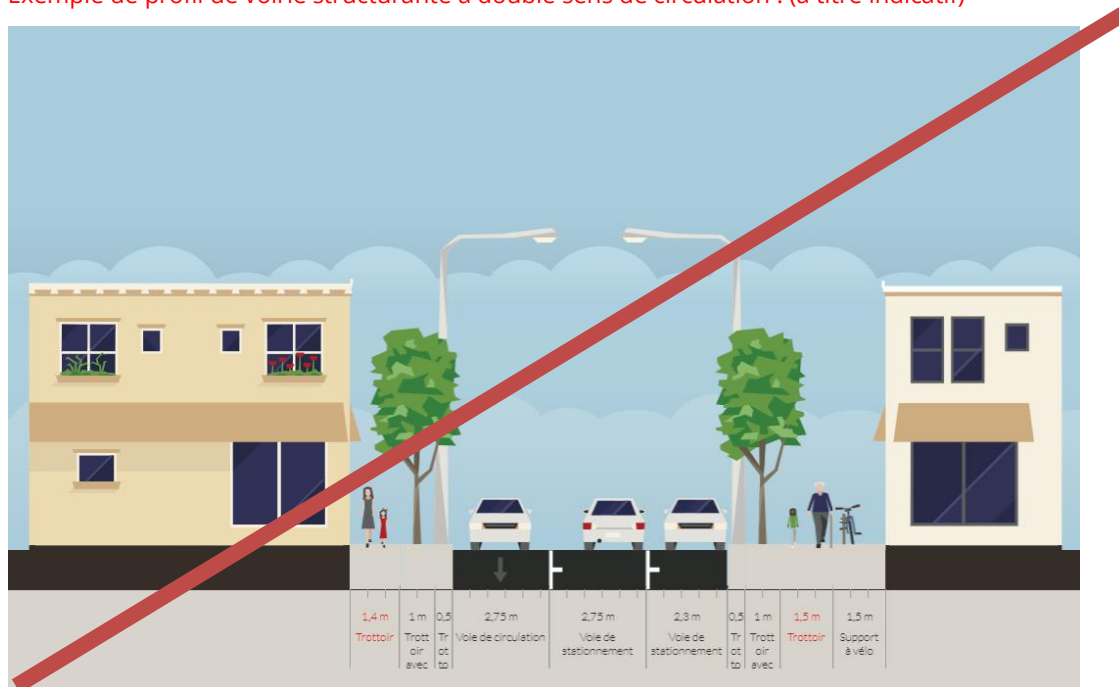 Exemple de profil de voirie structurante à double sens de circulation : (à titre indicatif)
1,4 m
Trottoir
1 m
Trott
oir
avec
0,5
Tr
ot
to
2,75 m
Voie de circulation
2,75 m
Voie de
stationnement
2,3 m
Voie de
stationnement
0,5
Tr
ot
to
1 m
Trott
oir
avec
1,5 m
Trottoir
1,5 m
Support
à vélo